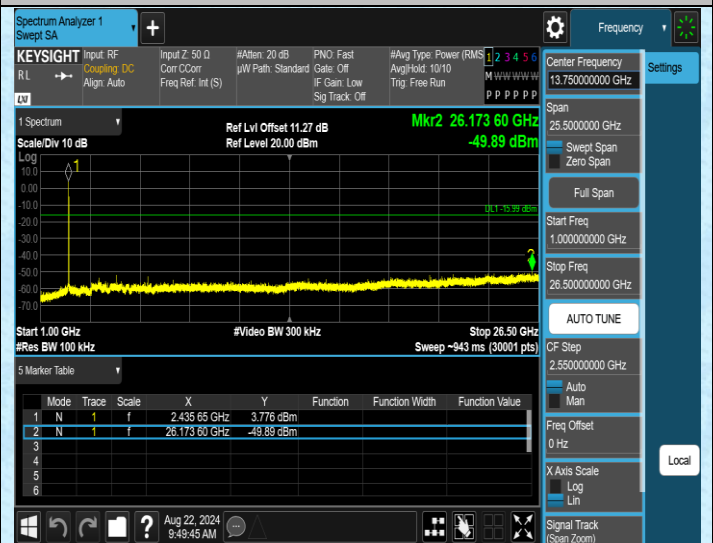 Spectrum Analyzer 1
Swept SA
+
Frequency
KEYSIGHT
RL
LXI
Input: RF
Coupling: DC
Align: Auto
Input Z: 50 Ω
Corr CCorr
Freq Ref: Int (S)
#Atten: 20 dB
µW Path: Standard
PNO: Fast
Gate: Off
IF Gain: Low
Sig Track: Off
#Avg Type: Power (RMS
Avg|Hold: 10/10
Trig: Free Run
1 2 3 4 5 6
M W W W W W
P P P P P P
1 Spectrum
Scale/Div 10 dB
Ref Lvl Offset 11.27 dB
Ref Level 20.00 dBm
Mkr2 26.173 60 GHz
-49.89 dBm
Log
10.0
0.00
-10.0
-20.0
-30.0
-40.0
-50.0
-60.0
-70.0
1
DL1 -15.99 dBm
2
Start 1.00 GHz
#Res BW 100 kHz
#Video BW 300 kHz
Stop 26.50 GHz
Sweep ~943 ms (30001 pts)
5 Marker Table
Mode Trace Scale X Y Function Function Width Function Value
1 N 1 f 2.435 65 GHz 3.776 dBm
2 N 1 f 26.173 60 GHz -49.89 dBm
3
4
5
6
Center Frequency
13.750000000 GHz
Span
25.5000000 GHz
Swept Span
Zero Span
Full Span
Start Freq
1.000000000 GHz
Stop Freq
26.500000000 GHz
AUTO TUNE
CF Step
2.550000000 GHz
Auto
Man
Freq Offset
0 Hz
X Axis Scale
Log
Lin
Signal Track
(Span Zoom)
Settings
Local
?
Aug 22, 2024
9:49:45 AM